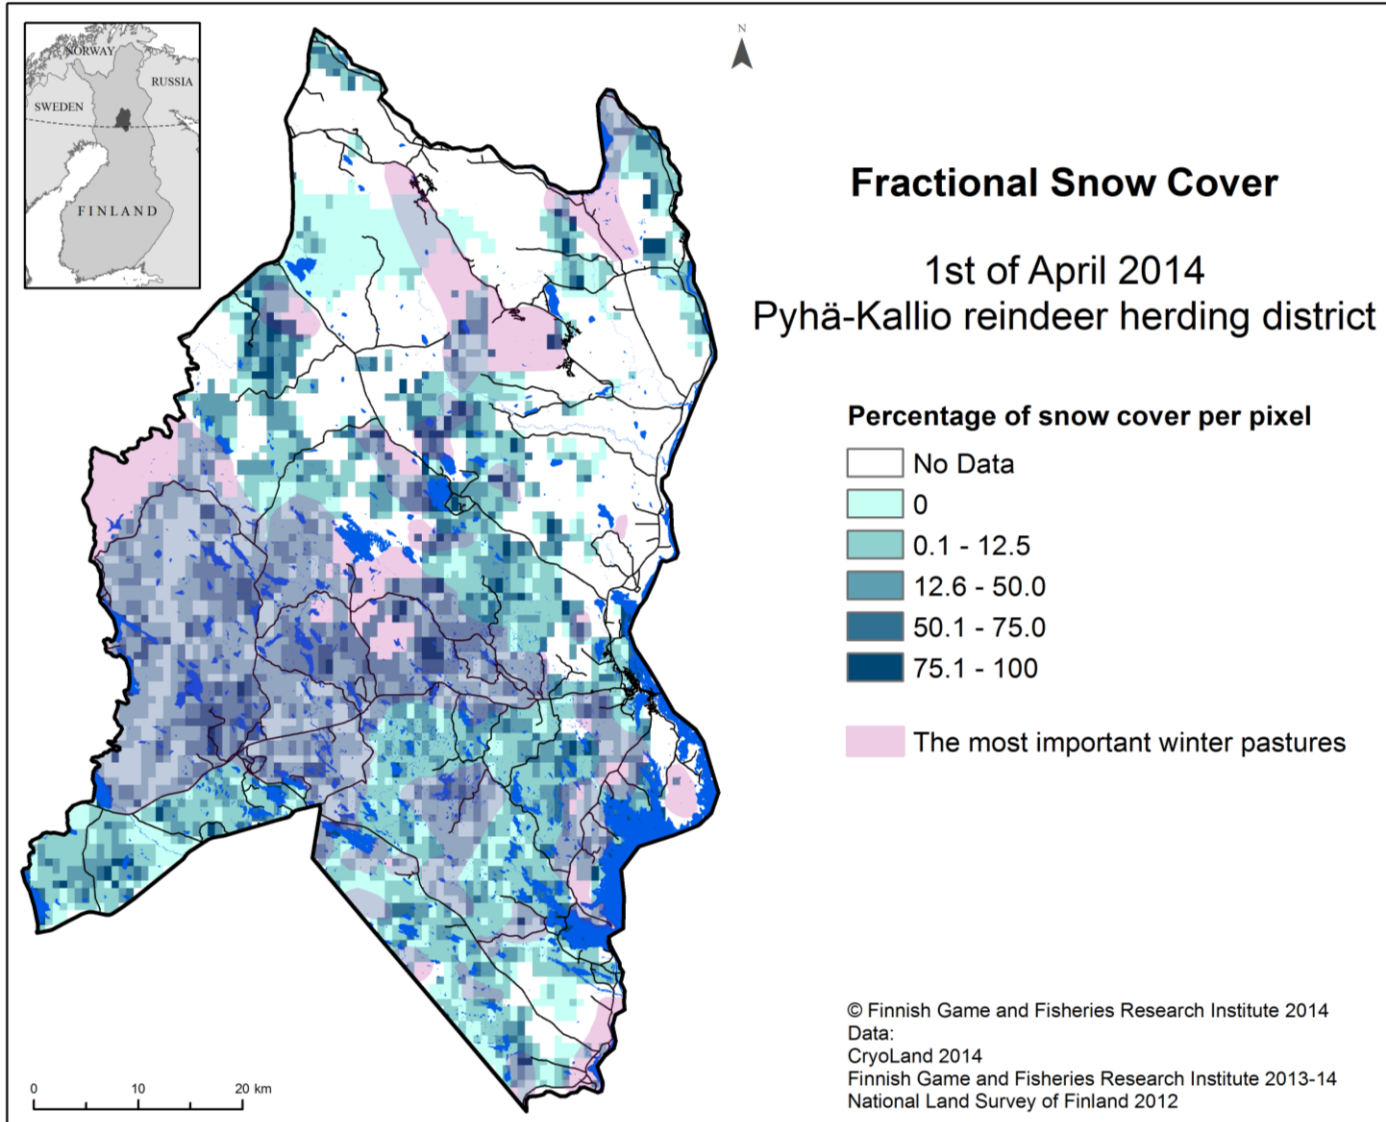 NORWAY
RUSSIA
SWEDEN
FINLAND
N
Fractional Snow Cover
1st of April 2014
Pyhä-Kallio reindeer herding district
Percentage of snow cover per pixel
No Data
0
0.1 - 12.5
12.6 - 50.0
50.1 - 75.0
75.1 - 100
The most important winter pastures
0 10 20 km
© Finnish Game and Fisheries Research Institute 2014
Data:
CryoLand 2014
Finnish Game and Fisheries Research Institute 2013-14
National Land Survey of Finland 2012